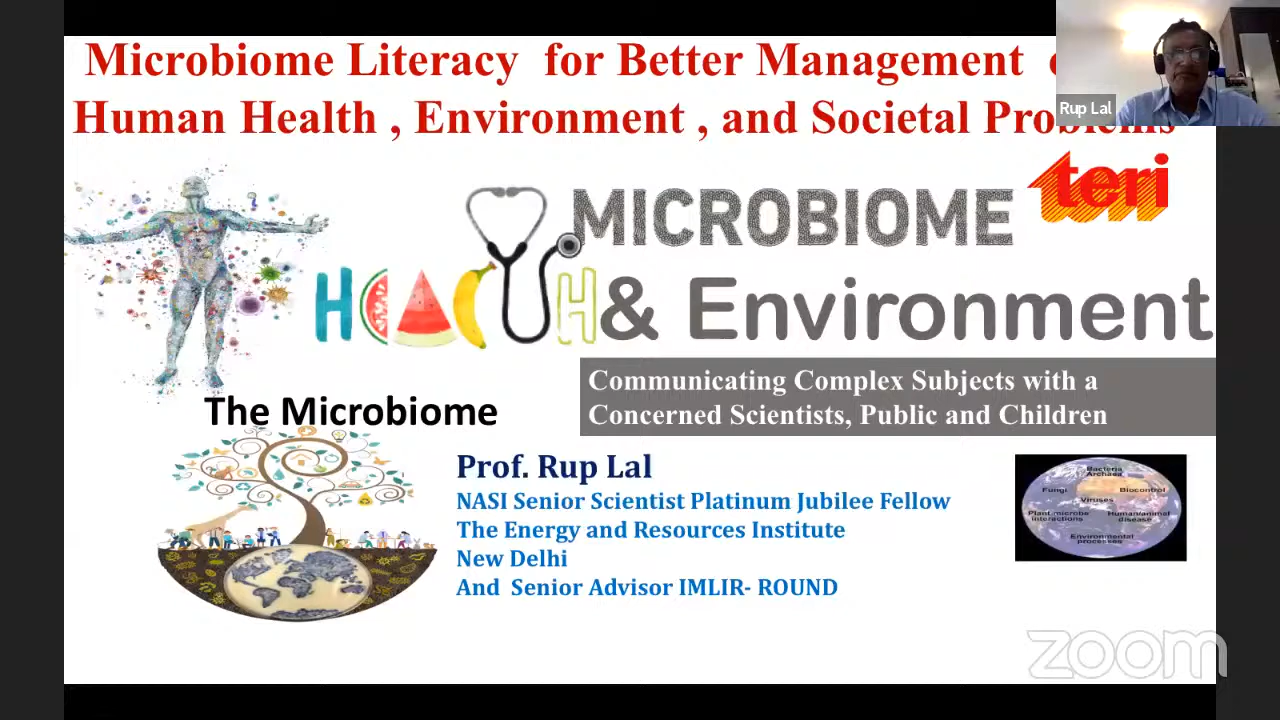 Microbiome Literacy for Better Management
Human Health , Environment , and Societal Problems
Rup Lal
teri
MICROBIOME
HEALTH & Environment
Communicating Complex Subjects with a
Concerned Scientists, Public and Children
The Microbiome
Prof. Rup Lal
NASI Senior Scientist Platinum Jubilee Fellow
The Energy and Resources Institute
New Delhi
And Senior Advisor IMLIR- ROUND
Bacteria
Archaea
Fungi
Biocontrol
Viruses
Plant-microbe
interactions
Human/animal
disease
Environmental
processes
zoom